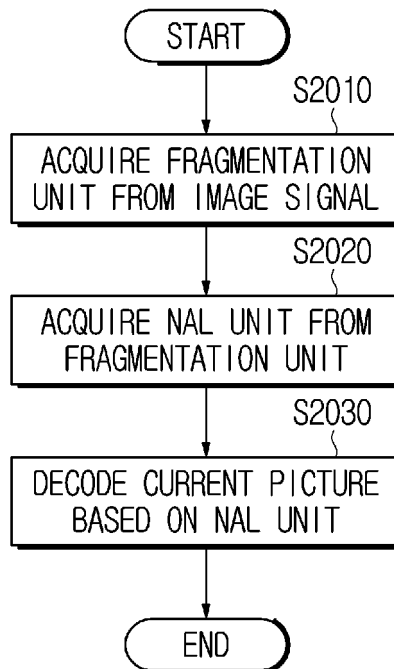 START
S2010
ACQUIRE FRAGMENTATION
UNIT FROM IMAGE SIGNAL
S2020
ACQUIRE NAL UNIT FROM
FRAGMENTATION UNIT
S2030
DECODE CURRENT PICTURE
BASED ON NAL UNIT
END